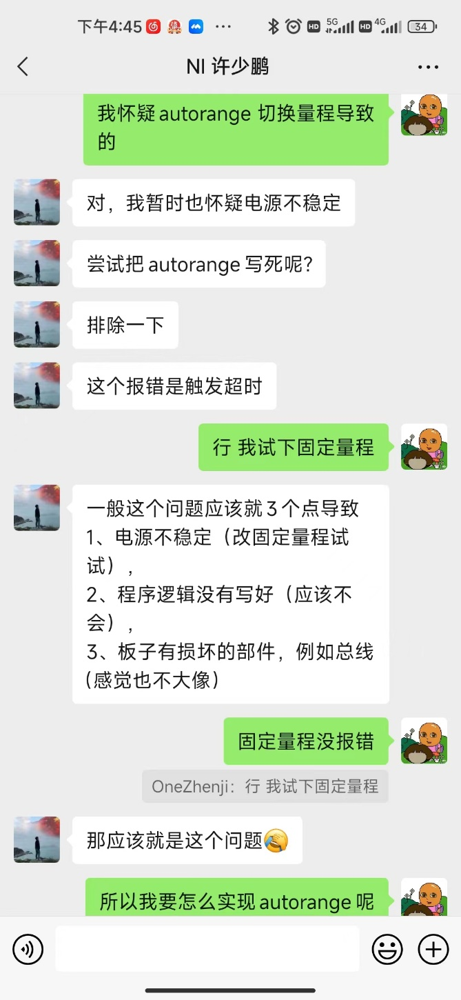 下午4:45
HD 5G HD 4G 34
NI 许少鹏
我怀疑 autorange 切换量程导致
的
对，我暂时也怀疑电源不稳定
尝试把 autorange 写死呢？
排除一下
这个报错是触发超时
行 我试下固定量程
一般这个问题应该就3个点导致
1、电源不稳定（改固定量程试
试），
2、程序逻辑没有写好（应该不
会），
3、板子有损坏的部件，例如总线
(感觉也不大像）
固定量程没报错
OneZhenji：行 我试下固定量程
那应该就是这个问题
所以我要怎么实现 autorange 呢